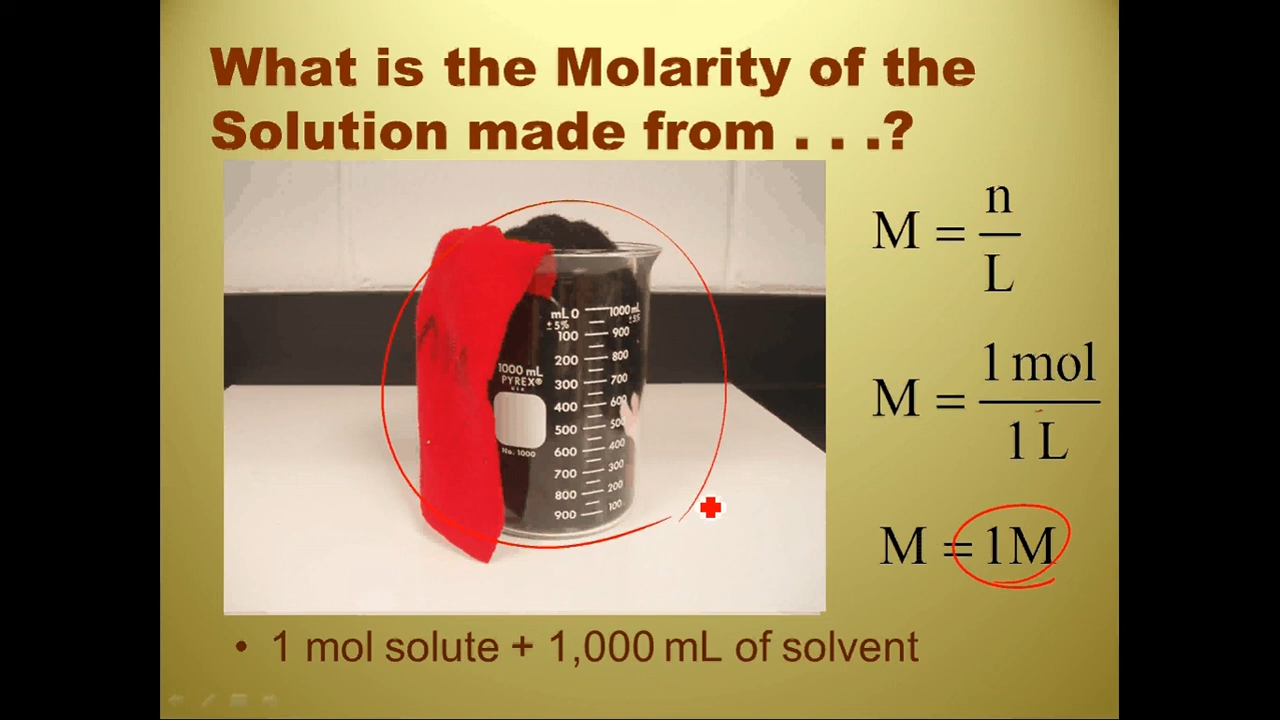 What is the Molarity of the
Solution made from . . .?
M = n/L
M = 1 mol/1 L
M = 1M
mL 0
±5%
100
200
300
400
500
600
700
800
900
1000 mL
±5%
900
800
700
600
500
400
300
200
100
1000 mL
PYREX®
No. 1000
• 1 mol solute + 1,000 mL of solvent